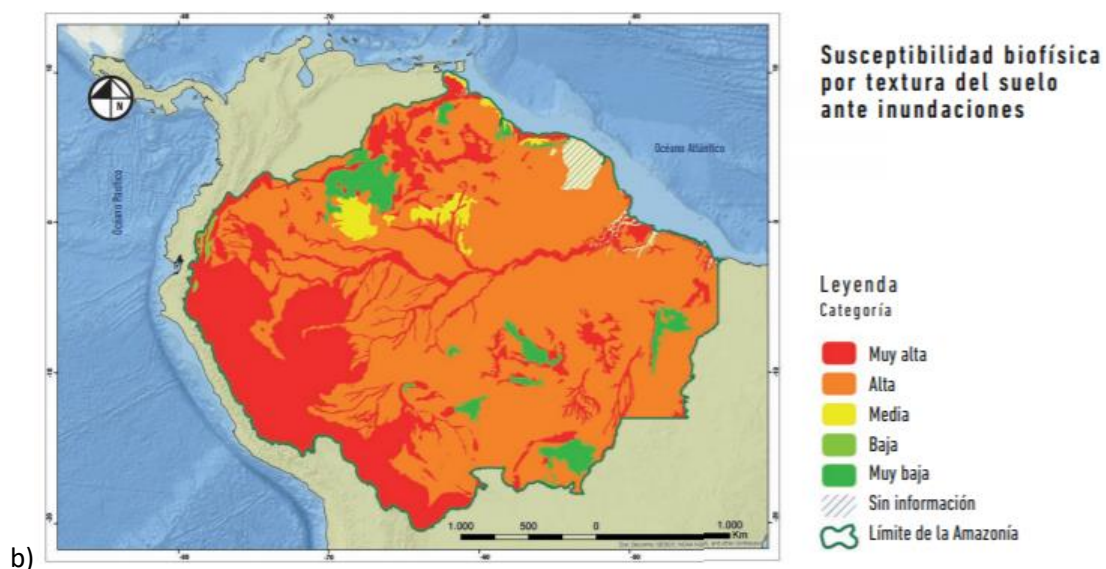 Susceptibilidad biofísica
por textura del suelo
ante inundaciones
N
Océano Atlántico
Océano Pacífico
Leyenda
Categoría
Muy alta
Alta
Media
Baja
Muy baja
Sin información
Límite de la Amazonía
1.000 500 0 1.000
Km
b)